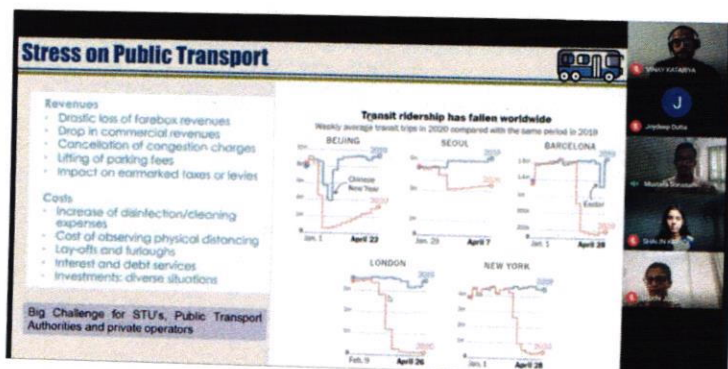 Stress on Public Transport
Revenues
Drastic loss of farebox revenues
Drop in commercial revenues
Cancellation of congestion charges
Lifting of parking fees
Impact on earmarked taxes or levies
Costs
Increase of disinfection/cleaning
expenses
Cost of observing physical distancing
Lay-offs and furloughs
Interest and debt services
Investments: diverse situations
Big Challenge for STU's, Public Transport
Authorities and private operators
Transit ridership has fallen worldwide
Weekly average transit trips in 2020 compared with the same period in 2019
BEIJING
Chinese
New Year
Jan. 1 April 22
SEOUL
Jan. 29 April 7
BARCELONA
Easter
Jan. 1 April 28
LONDON
Feb. 9 April 26
NEW YORK
Jan. 1 April 28
J